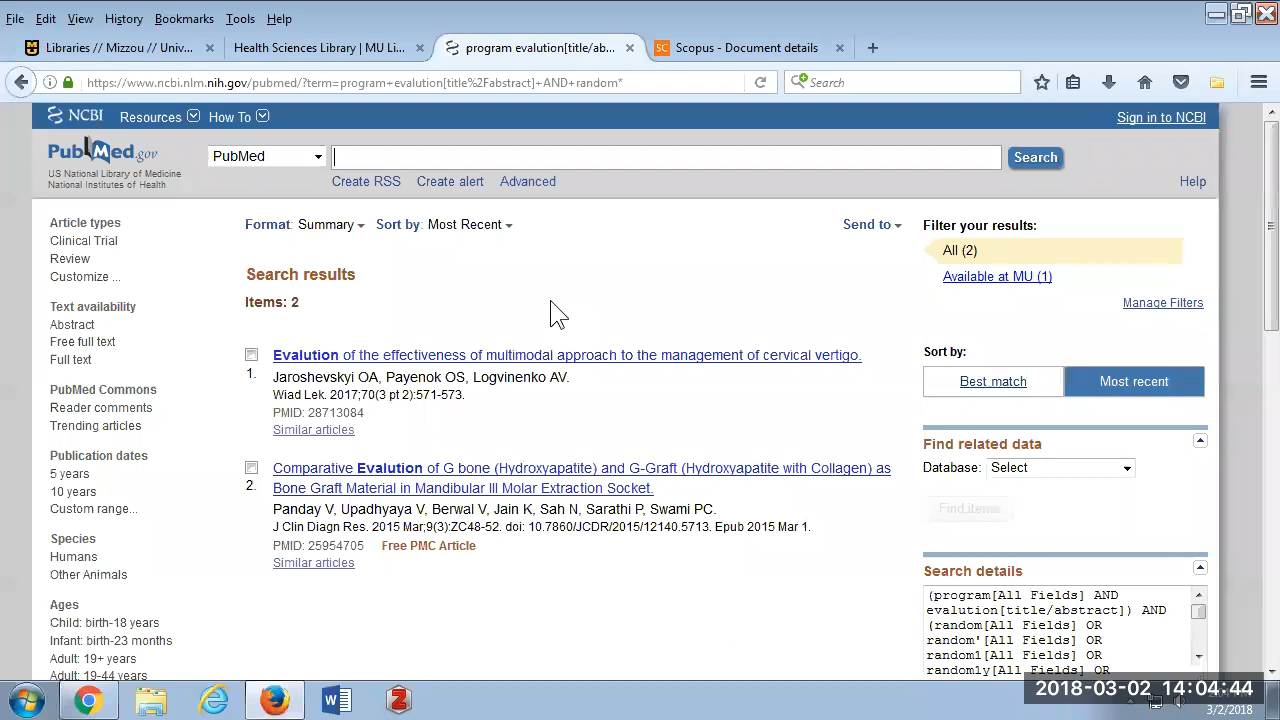 File Edit View History Bookmarks Tools Help
Libraries // Mizzou // Univ... × Health Sciences Library | MU Li... × program evalution[title/ab... × SC Scopus - Document details × +
https://www.ncbi.nlm.nih.gov/pubmed/?term=program+evalution[title%2Fabstract]+AND+random* Search
NCBI Resources How To Sign in to NCBI
PubMed.gov PubMed Search
US National Library of Medicine
National Institutes of Health
Create RSS Create alert Advanced Help
Article types
Clinical Trial
Review
Customize ...
Text availability
Abstract
Free full text
Full text
PubMed Commons
Reader comments
Trending articles
Publication dates
5 years
10 years
Custom range...
Species
Humans
Other Animals
Ages
Child: birth-18 years
Infant: birth-23 months
Adult: 19+ years
Adult: 19-44 years
Format: Summary Sort by: Most Recent Send to
Search results
Items: 2
Evalution of the effectiveness of multimodal approach to the management of cervical vertigo.
1. Jaroshevskyi OA, Payenok OS, Logvinenko AV.
Wiad Lek. 2017;70(3 pt 2):571-573.
PMID: 28713084
Similar articles
Comparative Evalution of G bone (Hydroxyapatite) and G-Graft (Hydroxyapatite with Collagen) as
2. Bone Graft Material in Mandibular III Molar Extraction Socket.
Panday V, Upadhyaya V, Berwal V, Jain K, Sah N, Sarathi P, Swami PC.
J Clin Diagn Res. 2015 Mar;9(3):ZC48-52. doi: 10.7860/JCDR/2015/12140.5713. Epub 2015 Mar 1.
PMID: 25954705 Free PMC Article
Similar articles
Filter your results:
All (2)
Available at MU (1)
Manage Filters
Sort by:
Best match Most recent
Find related data
Database: Select
Find items
Search details
(program[All Fields] AND
evalution[title/abstract]) AND
(random[All Fields] OR
random'[All Fields] OR
random1[All Fields] OR
random1y[All Fields] OR
2018-03-02 14:04:44
3/2/2018